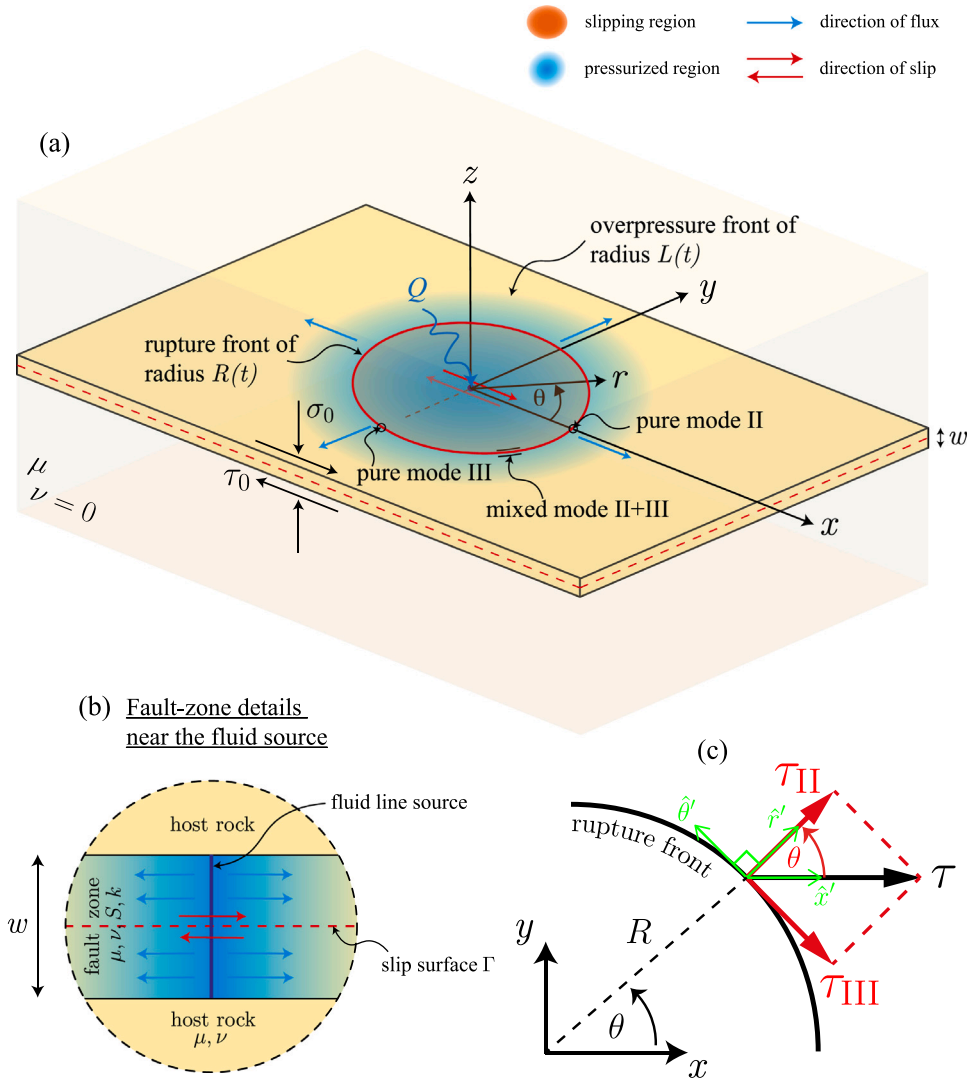 slipping region
direction of flux
pressurized region
direction of slip
(a)
z
overpressure front of
radius L(t)
Q
y
rupture front of
radius R(t)
r
θ
σ0
pure mode II
w
pure mode III
μ
ν = 0
τ0
mixed mode II+III
x
(b) Fault-zone details
near the fluid source
(c)
fluid line source
host rock
w
fault zone
μ, ν, S, k
slip surface Γ
host rock
μ, ν
τII
θ̂′
r̂′
rupture front
θ
τ
x̂′
R
y
τIII
θ
x